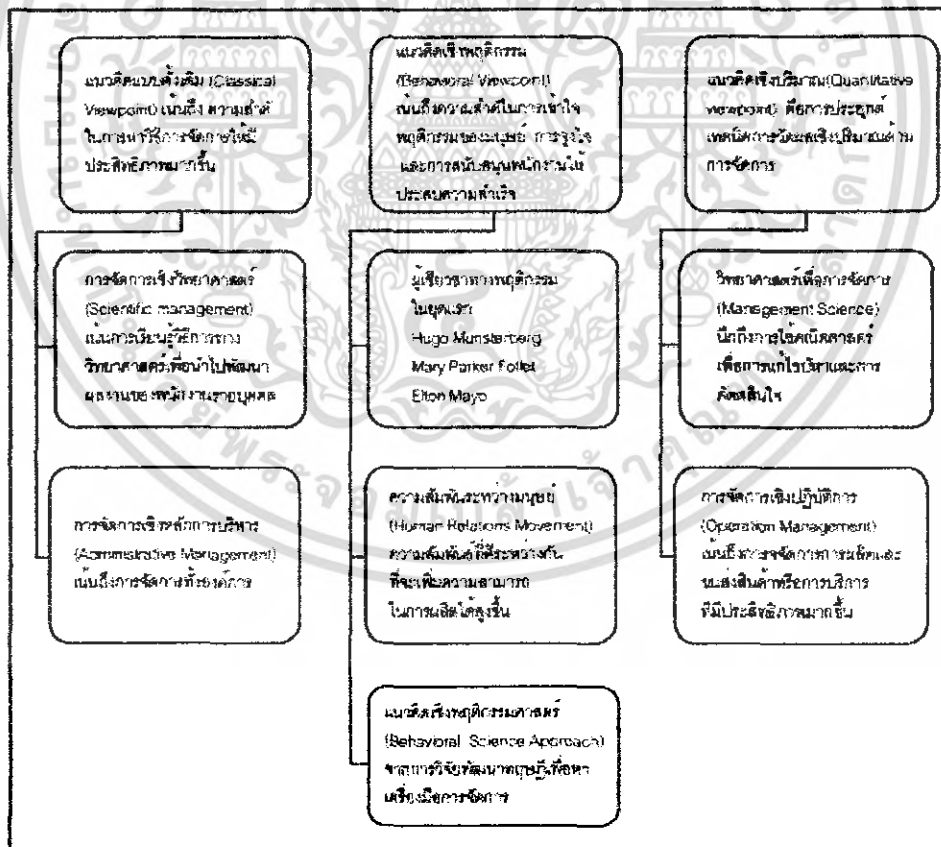 แนวคิดแบบดั้งเดิม (Classical
Viewpoint) เน้นถึง ความสำคั
ในการหาวิธีการจัดการให้มี
ประสิทธิภาพมากขึ้น
การจัดการเชิงวิทยาศาสตร์
(Scientific management)
เน้นการเรียนรู้วิธีการทาง
วิทยาศาสตร์เพื่อนำไปพัฒนา
ผลงานของพนักงานรายบุคคล
การจัดการเชิงหลักการบริหาร
(Administrative Management)
เน้นถึงการจัดการทั้งองค์การ
แนวคิดเชิงพฤติกรรม
(Behavioral Viewpoint)
เน้นถึงความสำคัในการเข้าใจ
พฤติกรรมของมนุษย์ การจูงใจ
และการสนับสนุนพนักงานให้
ประสบความสำเร็จ
ผู้เชี่ยวชาทางพฤติกรรม
ในยุคแรก
Hugo Munsterberg
Mary Parker Follet
Elton Mayo
ความสัมพันระหว่างมนุษย์
(Human Relations Movement)
ความสัมพันธ์ที่ดีระหว่างกัน
ที่จะเพิ่มความสามารถ
ในการผลิตได้สูงขึ้น
แนวคิดเชิงพฤติกรรมศาสตร์
(Behavioral Science Approach)
จากการวิจัยพัฒนาทฤษฎีเพื่อหา
เครื่องมือการจัดการ
แนวคิดเชิงปริมาณ(Quantitative
viewpoint) คือการประยุกต์
เทคนิคการวัดผลเชิงปริมาณด้าน
การจัดการ
วิทยาศาสตร์เพื่อการจัดการ
(Management Science)
นึกถึงการใช้คณิตศาสตร์
เพื่อการแก้ไขปัหาและการ
ตัดสินใจ
การจัดการเชิงปฏิบัติการ
(Operation Management)
เน้นถึงการจัดการการผลิตและ
ขนส่งสินค้าหรือการบริการ
ที่มีประสิทธิภาพมากขึ้น